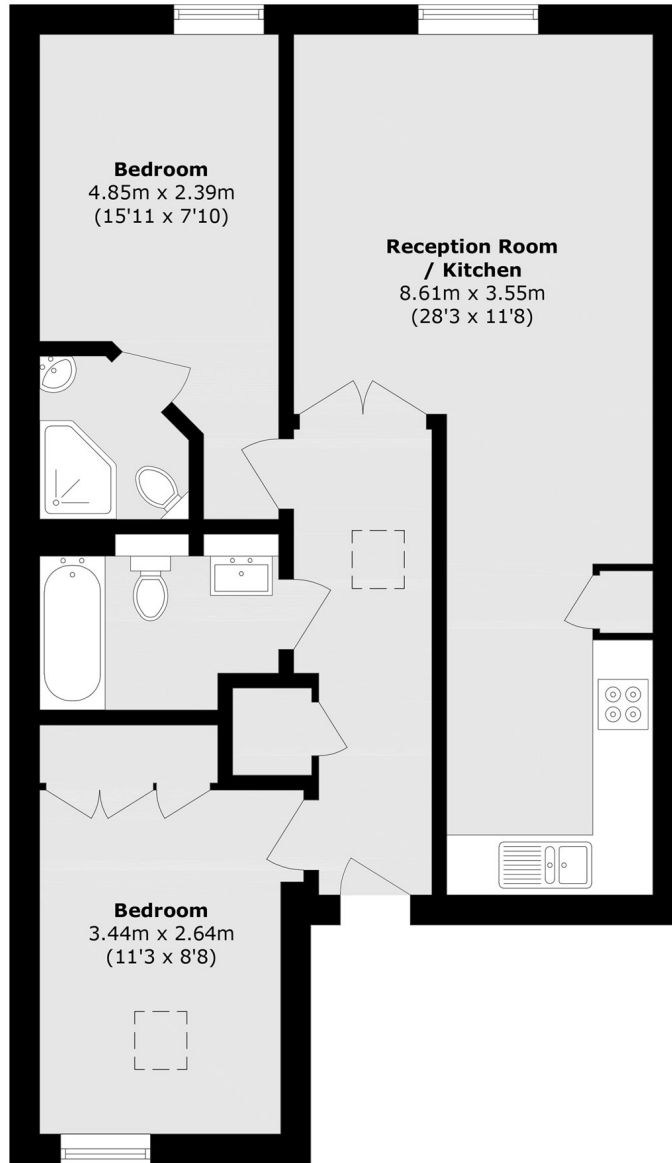 Bedroom
4.85m x 2.39m
(15'11 x 7'10)
Reception Room
/ Kitchen
8.61m x 3.55m
(28'3 x 11'8)
Bedroom
3.44m x 2.64m
(11'3 x 8'8)